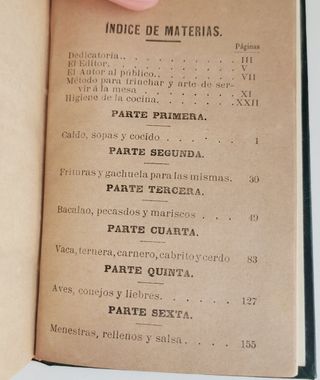 ÍNDICE DE MATERIAS.
Páginas
Dedicatoria. . . . . . . . III
El Editor. . . . . . . . . V
El Autor al público. . . . . . VII
Método para trinchar y arte de ser-
vir á la mesa . . . . . XI
Higiene de la cocina. . . . . XXII
PARTE PRIMERA.
Caldo, sopas y cocido . . . . 1
PARTE SEGUNDA.
Frituras y gachuela para las mismas. 30
PARTE TERCERA.
Bacalao, pecasdos y mariscos . . . 49
PARTE CUARTA.
Vaca, ternera, carnero, cabrito y cerdo 83
PARTE QUINTA.
Aves, conejos y liebres. . . . . . 127
PARTE SEXTA.
Menestras, rellenos y salsa. . . . . 155